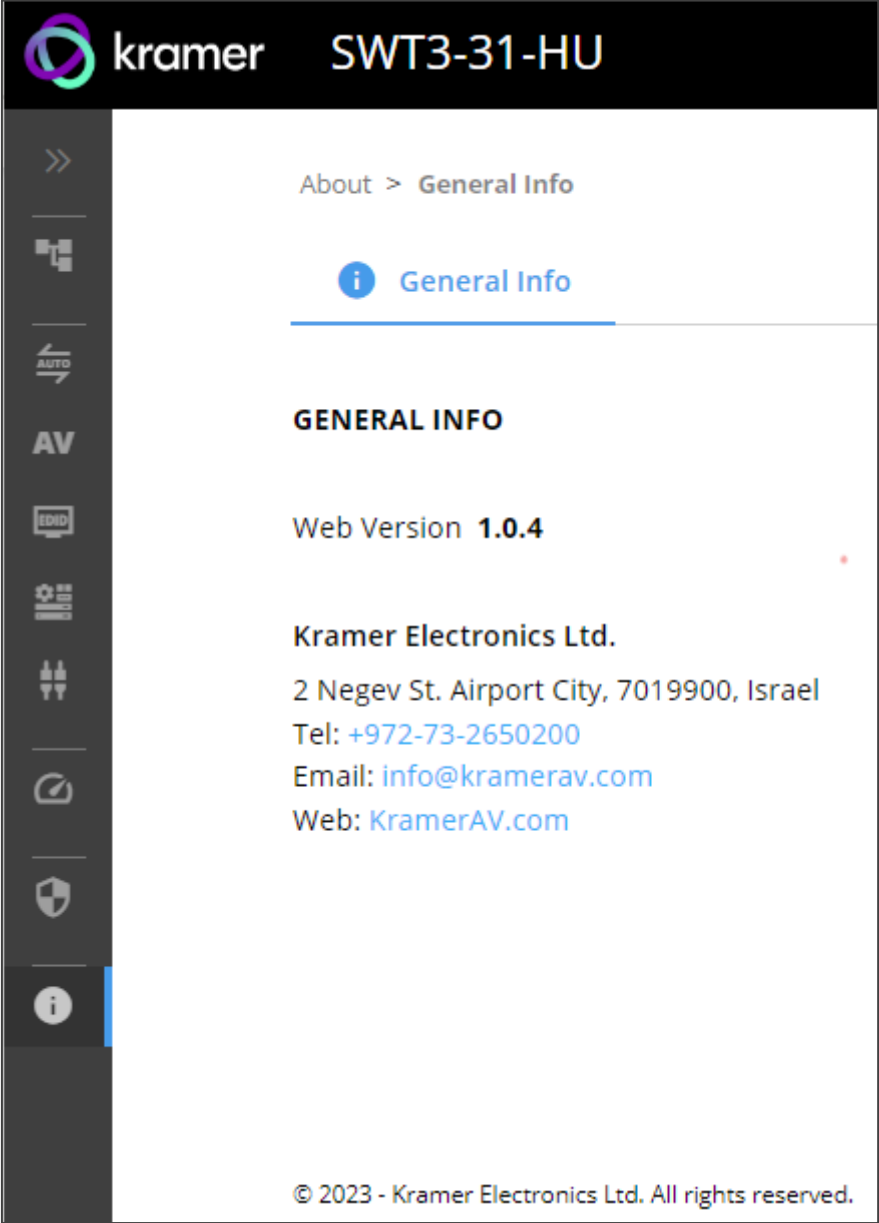 kramer SWT3-31-HU
About > General Info
General Info
AUTO
GENERAL INFO
AV
EDID
Web Version 1.0.4
Kramer Electronics Ltd.
2 Negev St. Airport City, 7019900, Israel
Tel: +972-73-2650200
Email: info@kramerav.com
Web: KramerAV.com
© 2023 - Kramer Electronics Ltd. All rights reserved.